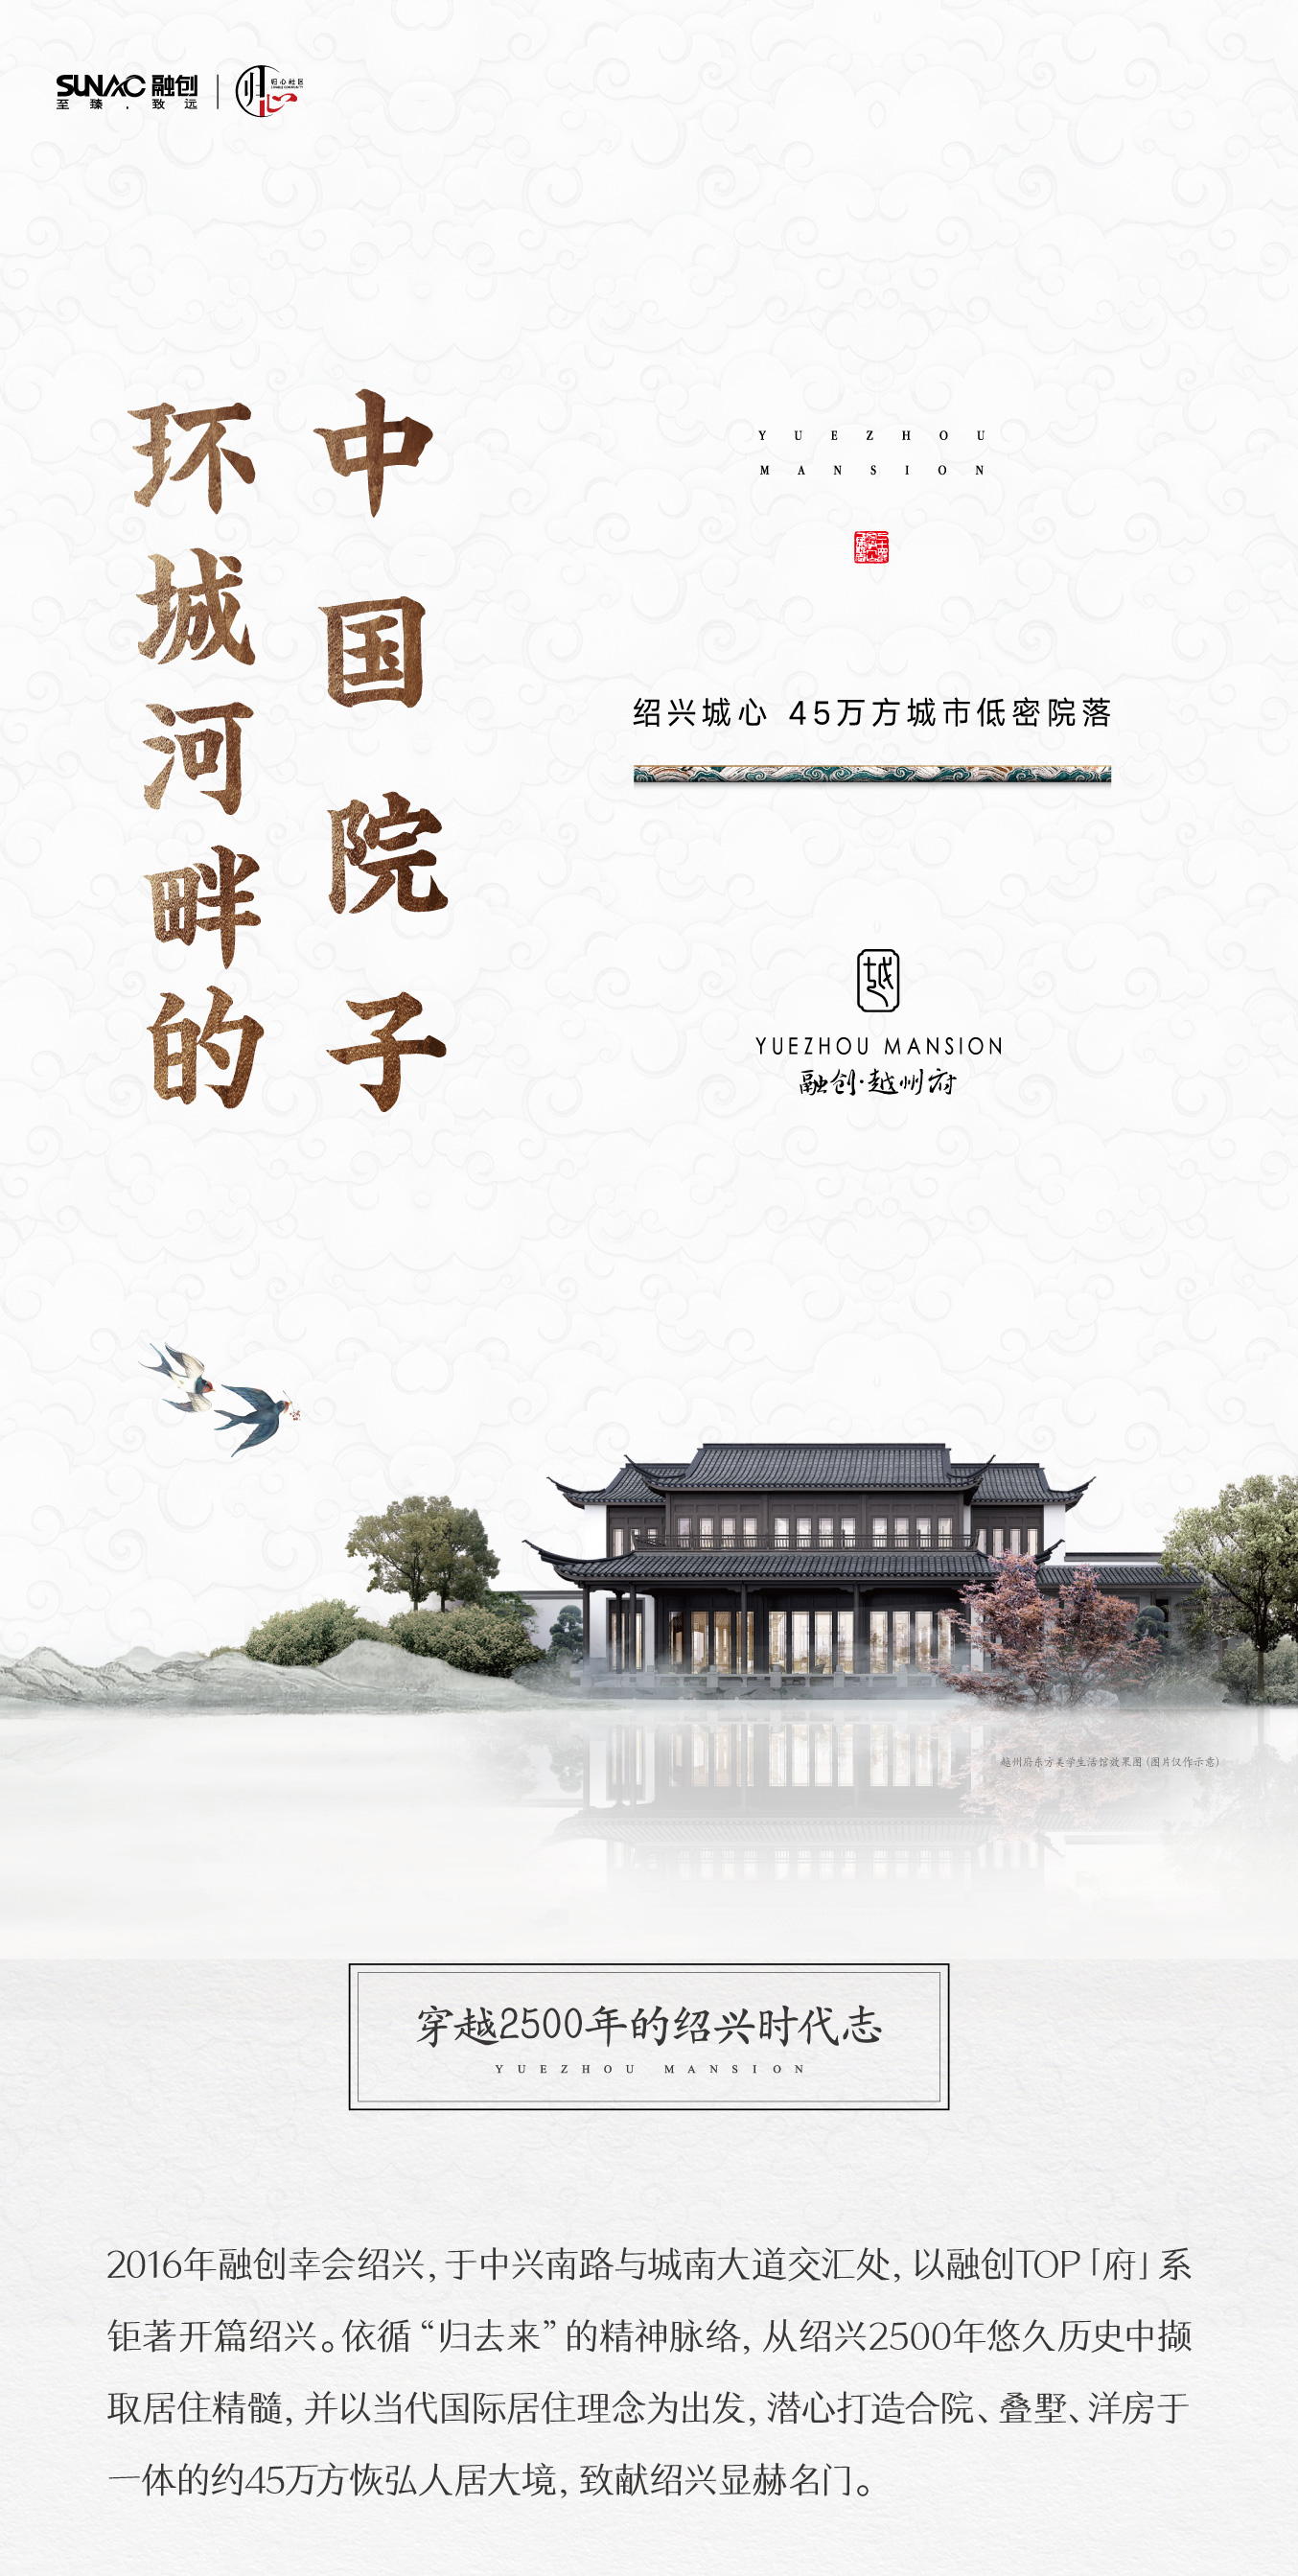 SUNAC 融创
至臻.致远
归心社区
环城河畔的
中国院子
YUEZHOU
MANSION
绍兴城心 45万方城市低密院落
越
YUEZHOU MANSION
融创·越州府
越州府东方美学生活馆效果图(图片仅作示意)
穿越2500年的绍兴时代志
YUEZHOU MANSION
2016年融创幸会绍兴,于中兴南路与城南大道交汇处,以融创TOP「府」系
钜著开篇绍兴。依循“归去来”的精神脉络,从绍兴2500年悠久历史中撷
取居住精髓,并以当代国际居住理念为出发,潜心打造合院、叠墅、洋房于
一体的约45万方恢弘人居大境,致献绍兴显赫名门。